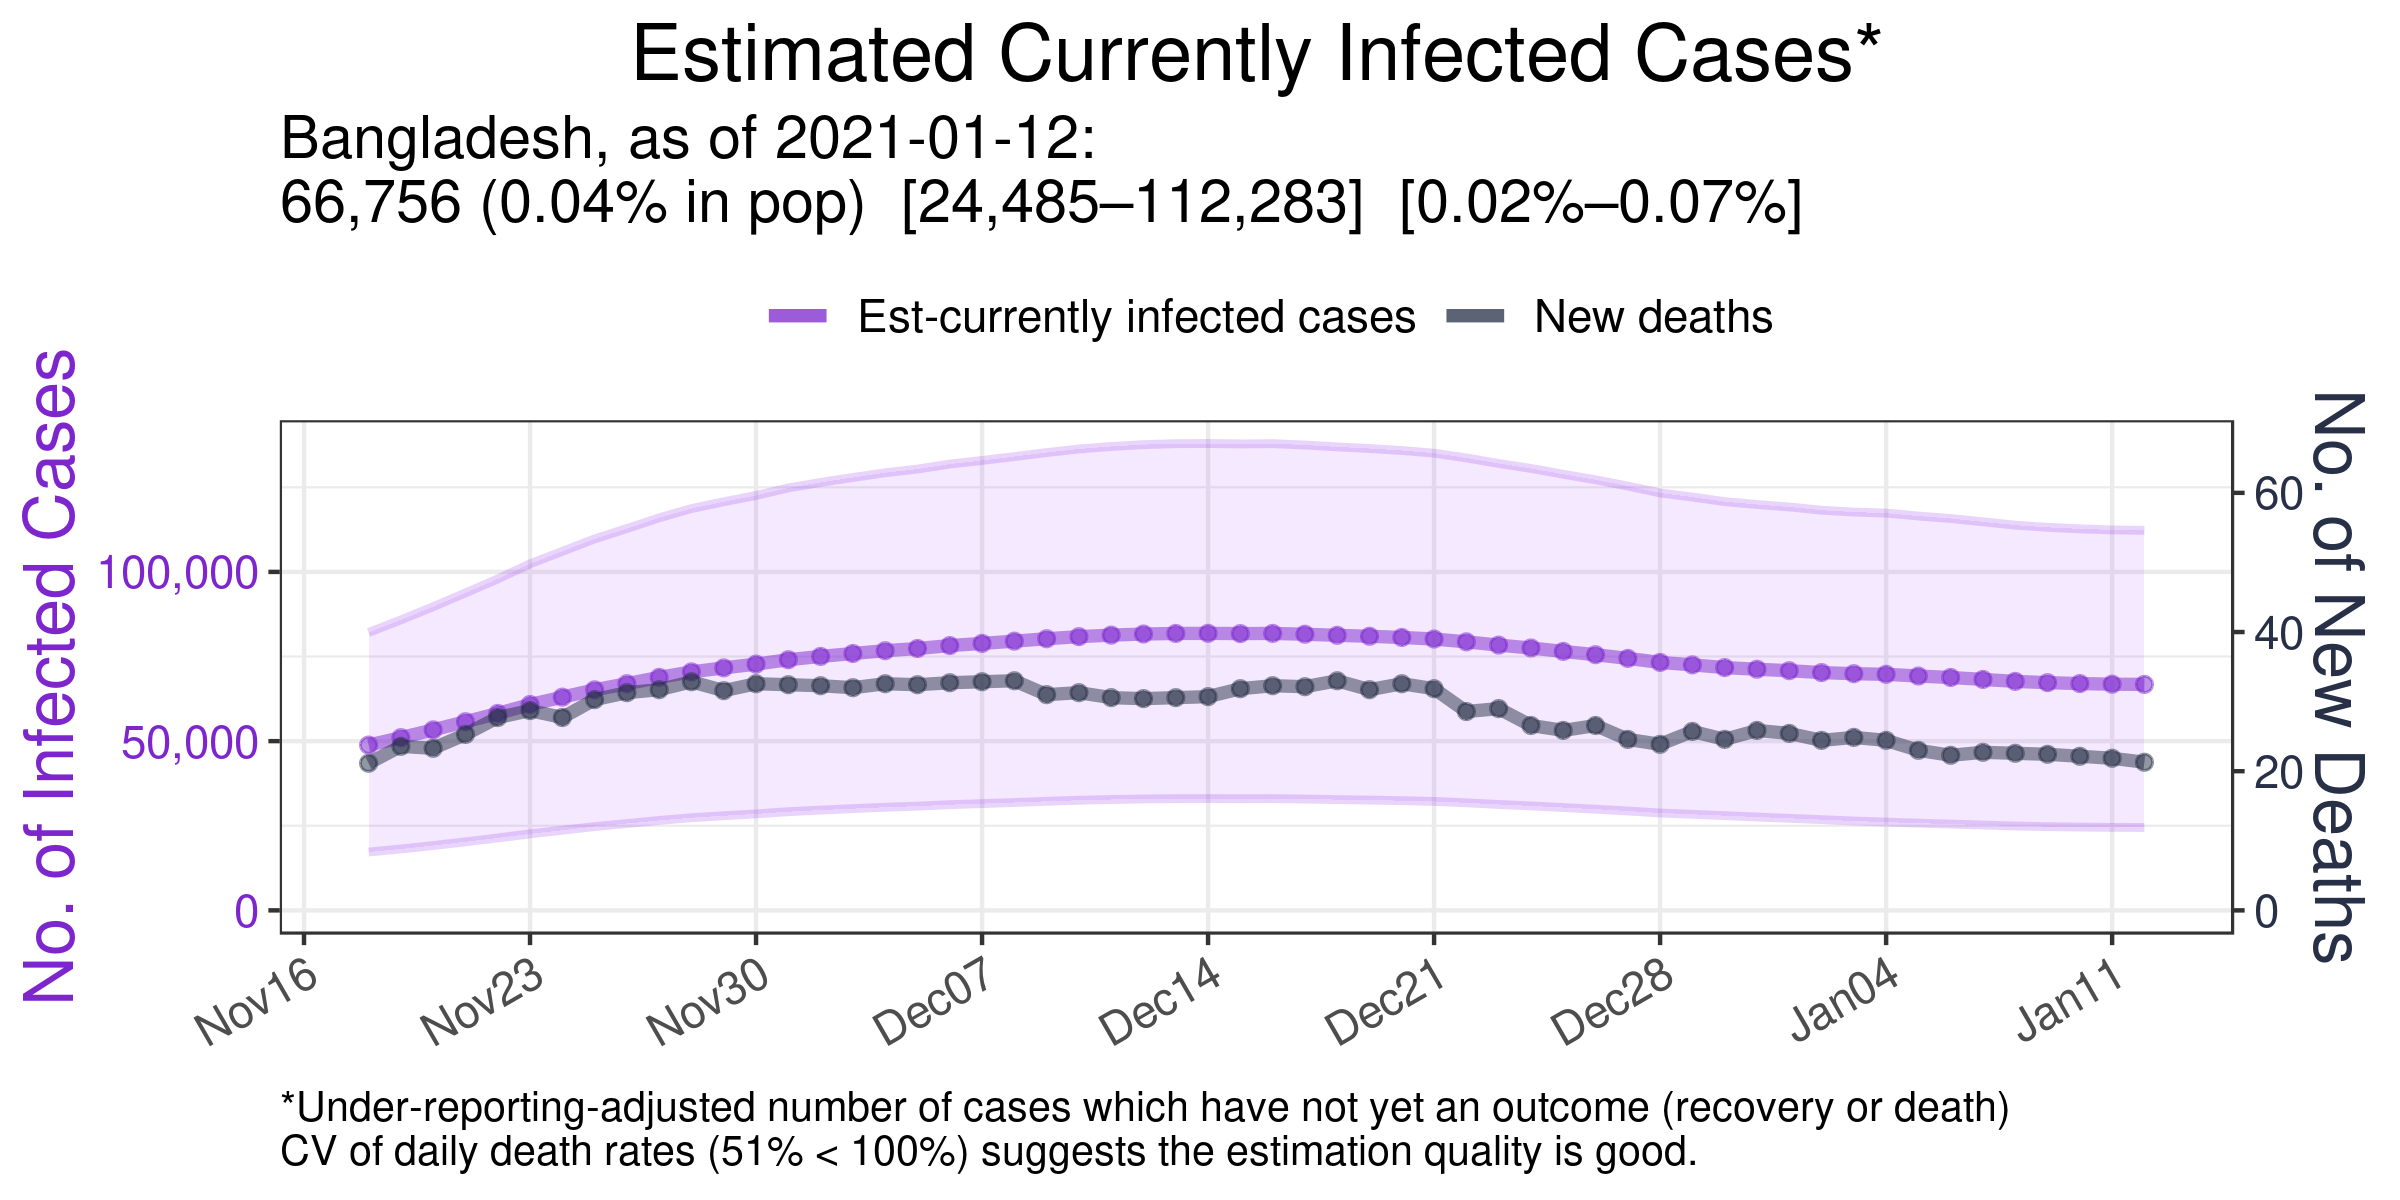 Estimated Currently Infected Cases*
Bangladesh, as of 2021-01-12:
66,756 (0.04% in pop)  [24,485–112,283]  [0.02%–0.07%]
Est-currently infected cases
New deaths
No. of Infected Cases
100,000
50,000
0
60
40
20
0
No. of New Deaths
Nov16
Nov23
Nov30
Dec07
Dec14
Dec21
Dec28
Jan04
Jan11
*Under-reporting-adjusted number of cases which have not yet an outcome (recovery or death)
CV of daily death rates (51% < 100%) suggests the estimation quality is good.